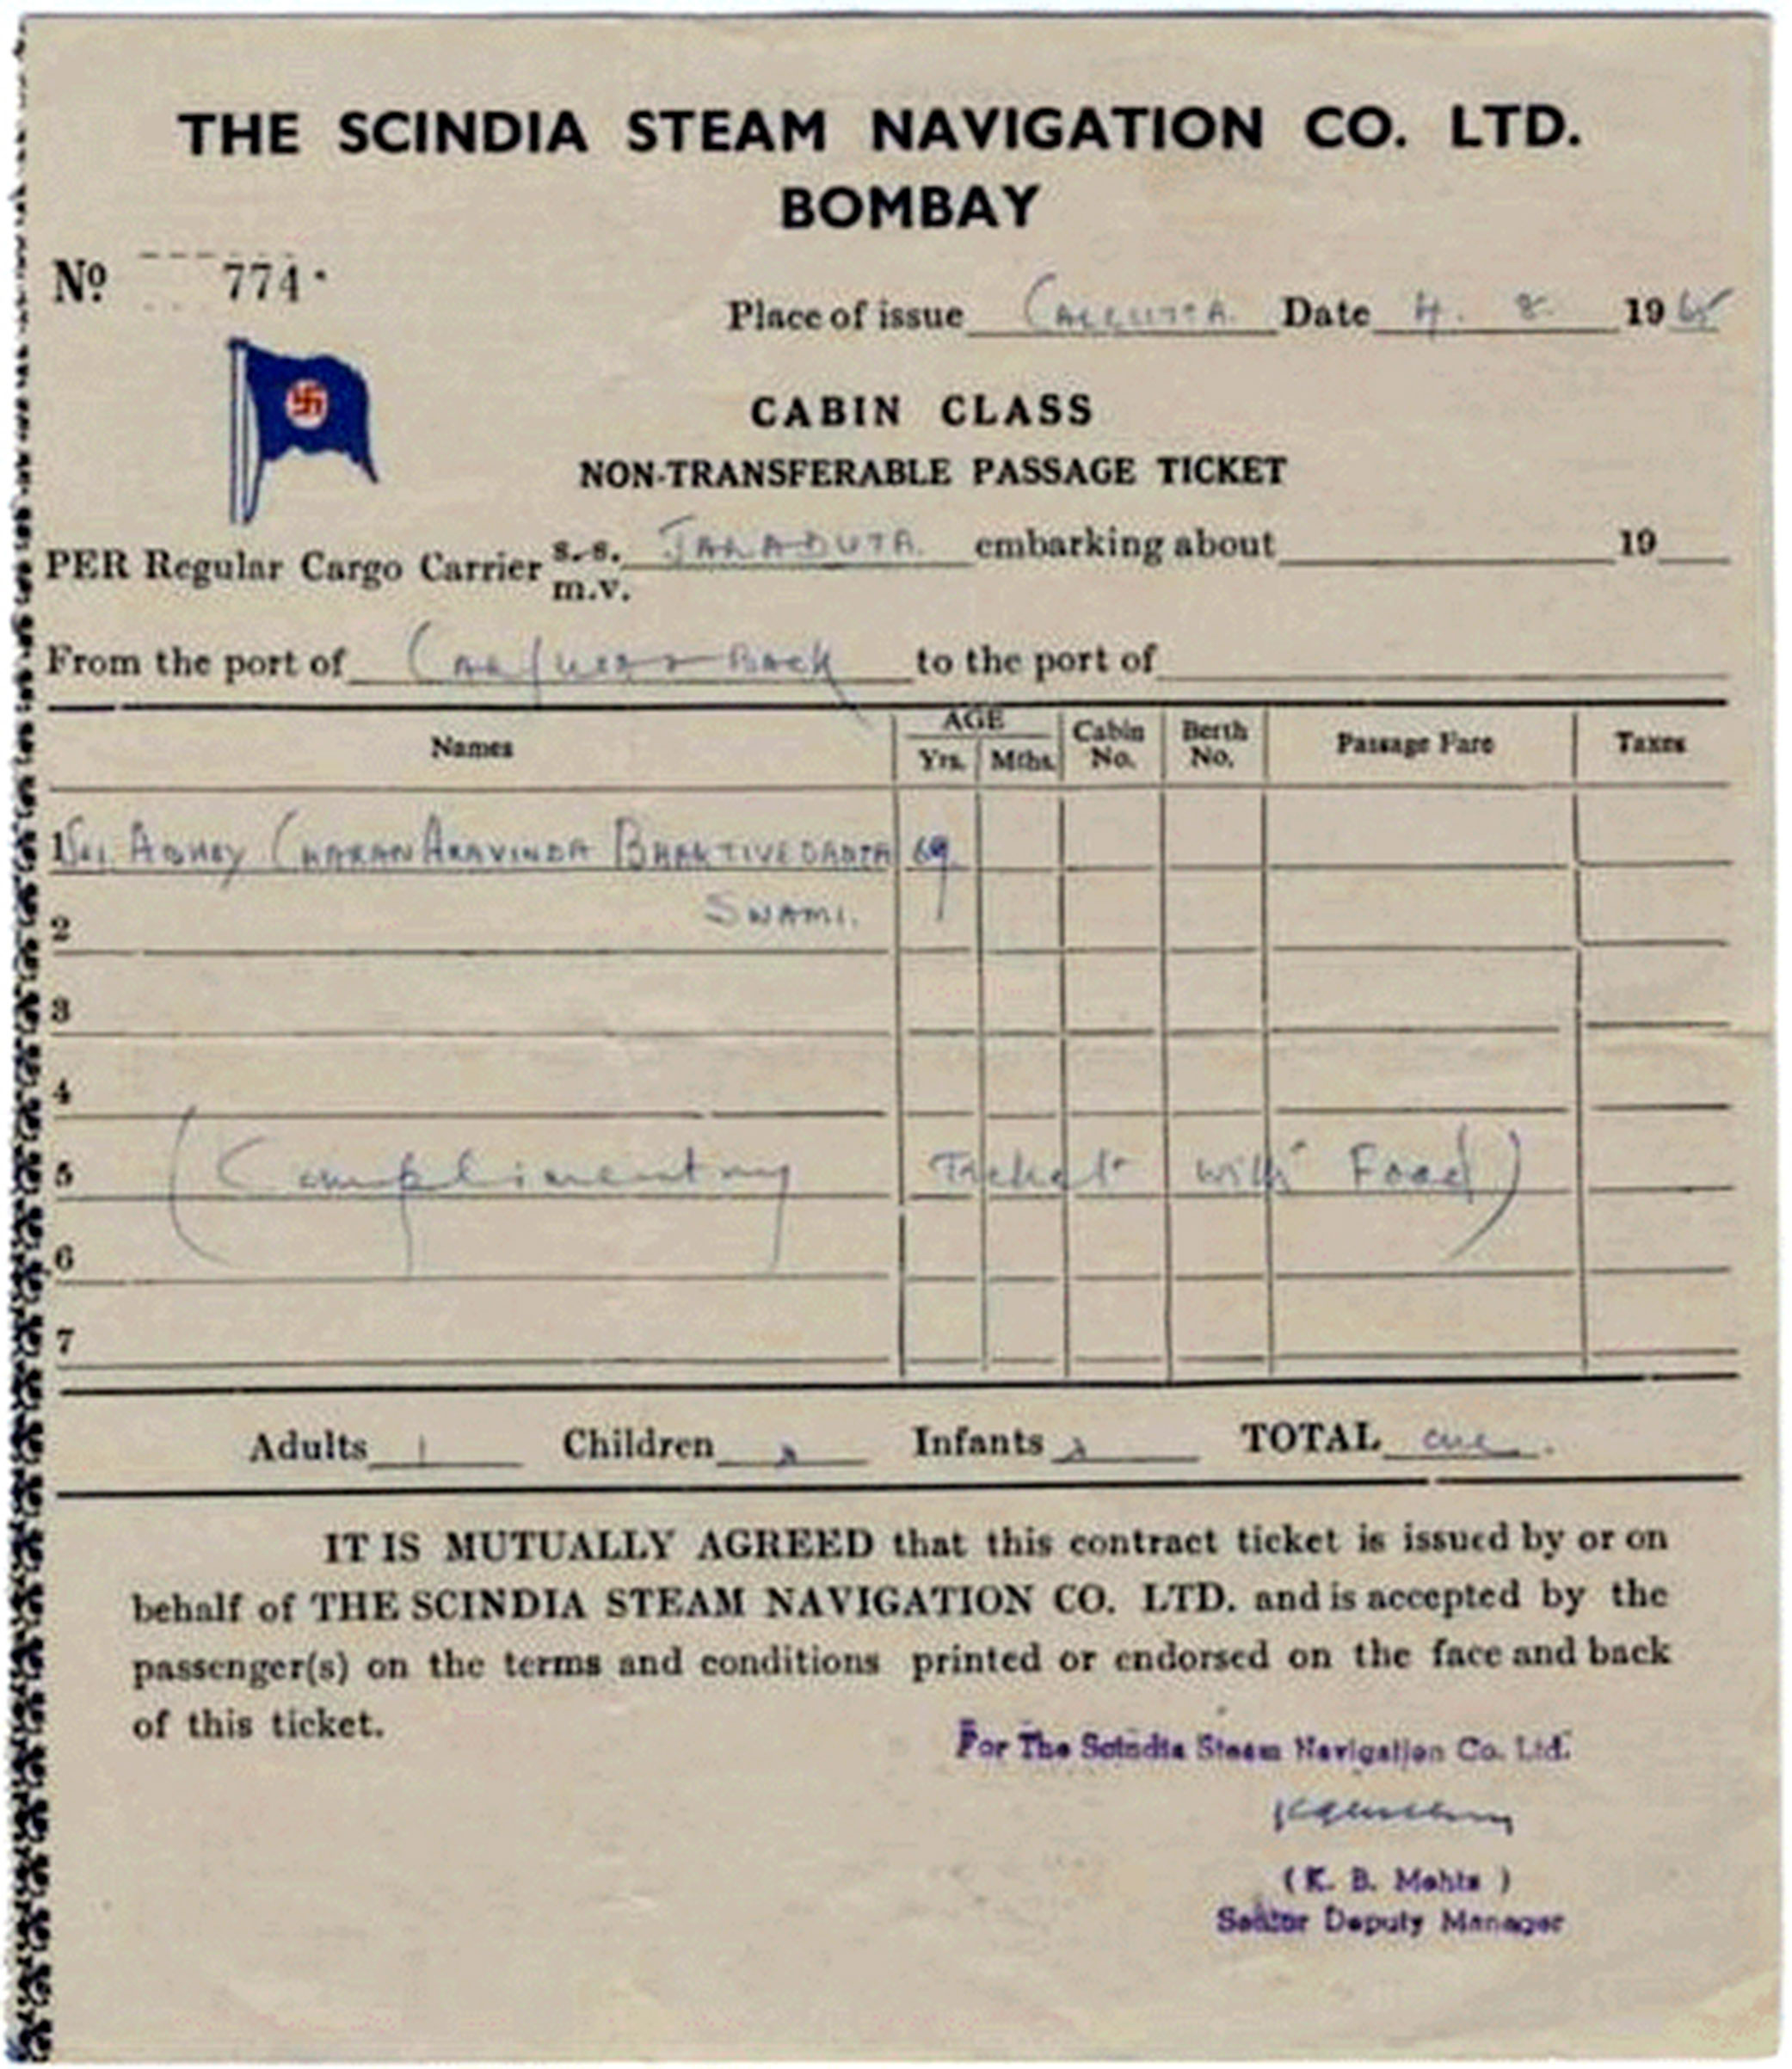 THE SCINDIA STEAM NAVIGATION CO. LTD.
BOMBAY
Nº 774
Place of issue CALCUTTA. Date 4. 8. 1965
CABIN CLASS
NON-TRANSFERABLE PASSAGE TICKET
PER Regular Cargo Carrier s.s. m.v. JALADUTA embarking about 19
From the port of to the port of
Names AGE Yrs. Mths. Cabin No. Berth No. Passage Fare Taxes
1 Sri ABHAY CHARAN ARAVINDA BHAKTIVEDANTA 69
2 SWAMI.
3
4
5 (Complimentary Ticket with Food)
6
7
Adults 1 Children Infants TOTAL one.
IT IS MUTUALLY AGREED that this contract ticket is issued by or on
behalf of THE SCINDIA STEAM NAVIGATION CO. LTD. and is accepted by the
passenger(s) on the terms and conditions printed or endorsed on the face and back
of this ticket.
For The Scindia Steam Navigation Co. Ltd.
(K. B. Mehta)
Senior Deputy Manager